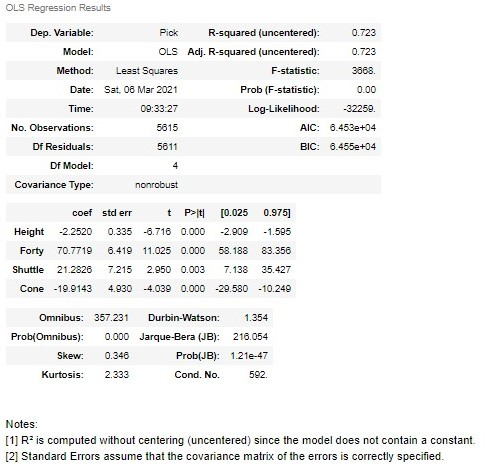 OLS Regression Results
Dep. Variable: Pick R-squared (uncentered): 0.723
Model: OLS Adj. R-squared (uncentered): 0.723
Method: Least Squares F-statistic: 3668.
Date: Sat, 06 Mar 2021 Prob (F-statistic): 0.00
Time: 09:33:27 Log-Likelihood: -32259.
No. Observations: 5615 AIC: 6.453e+04
Df Residuals: 5611 BIC: 6.455e+04
Df Model: 4
Covariance Type: nonrobust
coef std err t P>|t| [0.025 0.975]
Height -2.2520 0.335 -6.716 0.000 -2.909 -1.595
Forty 70.7719 6.419 11.025 0.000 58.188 83.356
Shuttle 21.2826 7.215 2.950 0.003 7.138 35.427
Cone -19.9143 4.930 -4.039 0.000 -29.580 -10.249
Omnibus: 357.231 Durbin-Watson: 1.354
Prob(Omnibus): 0.000 Jarque-Bera (JB): 216.054
Skew: 0.346 Prob(JB): 1.21e-47
Kurtosis: 2.333 Cond. No. 592.
Notes:
[1] R² is computed without centering (uncentered) since the model does not contain a constant.
[2] Standard Errors assume that the covariance matrix of the errors is correctly specified.